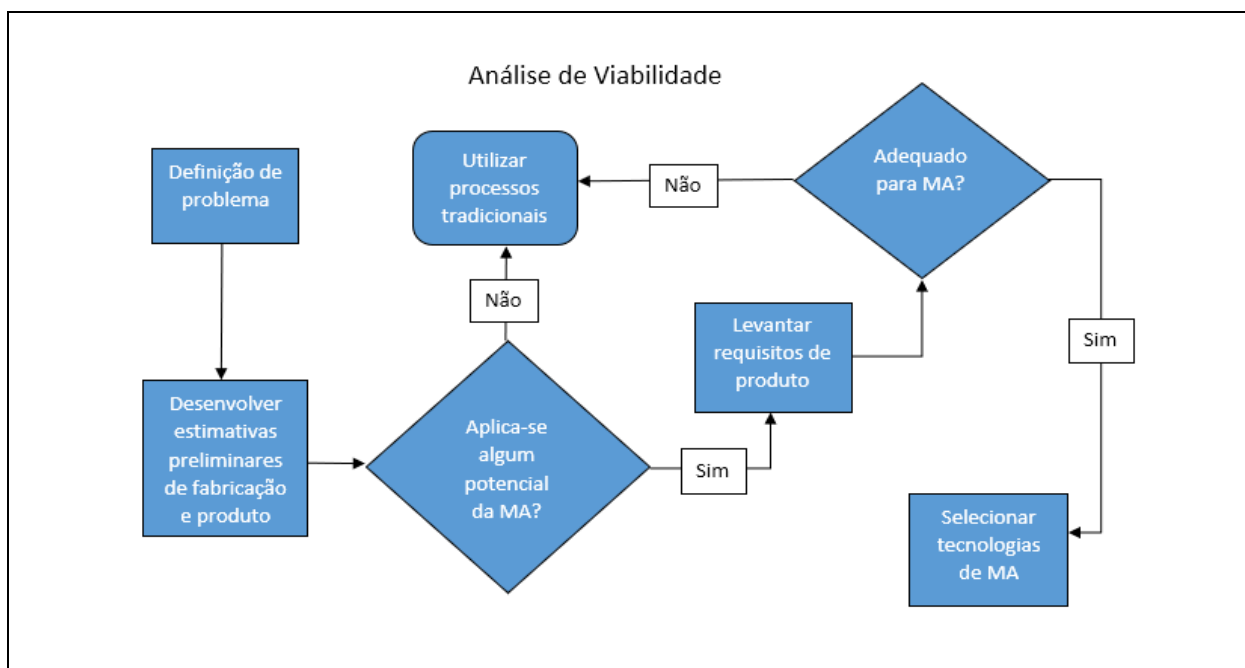 Análise de Viabilidade
Definição de
problema
Utilizar
processos
tradicionais
Não
Adequado
para MA?
Não
Levantar
requisitos de
produto
Sim
Desenvolver
estimativas
preliminares
de fabricação
e produto
Aplica-se
algum
potencial
da MA?
Sim
Selecionar
tecnologias
de MA